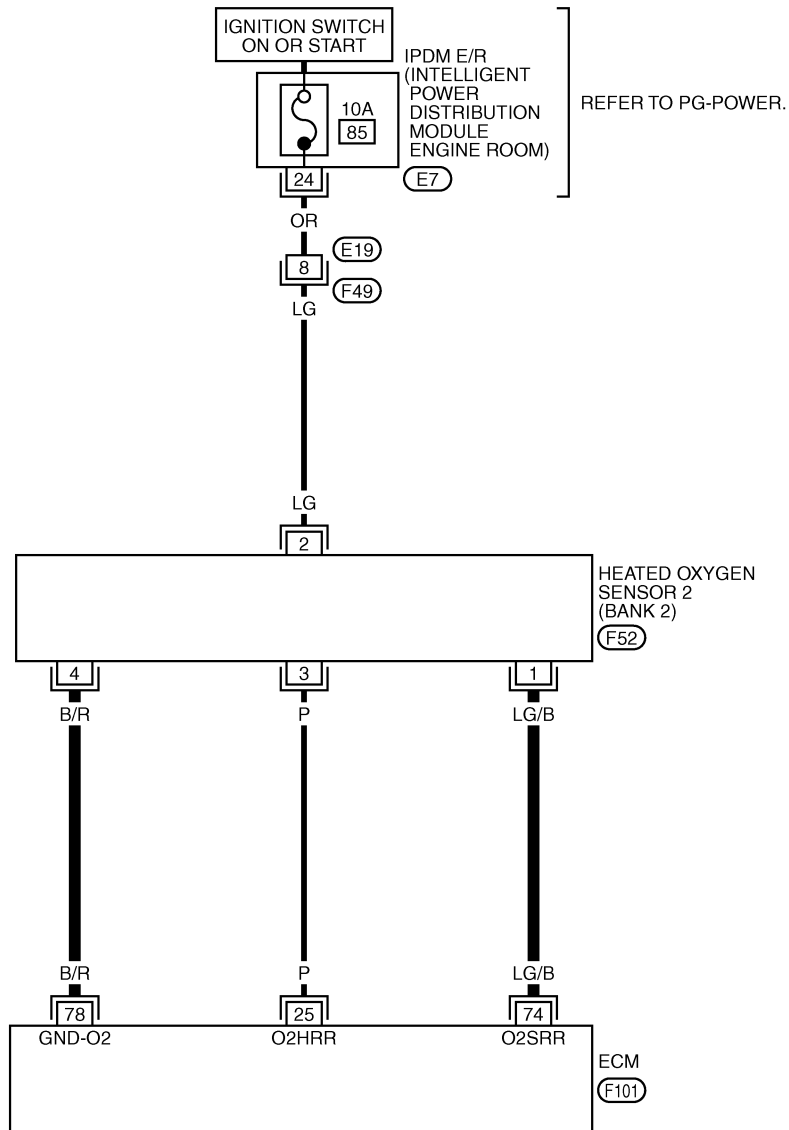 IGNITION SWITCH
ON OR START
IPDM E/R
(INTELLIGENT
POWER
DISTRIBUTION
MODULE
ENGINE ROOM)
REFER TO PG-POWER.
10A
85
24
E7
OR
E19
8
F49
LG
LG
2
HEATED OXYGEN
SENSOR 2
(BANK 2)
F52
4
3
1
B/R
P
LG/B
B/R
P
LG/B
78
25
74
GND-O2
O2HRR
O2SRR
ECM
F101